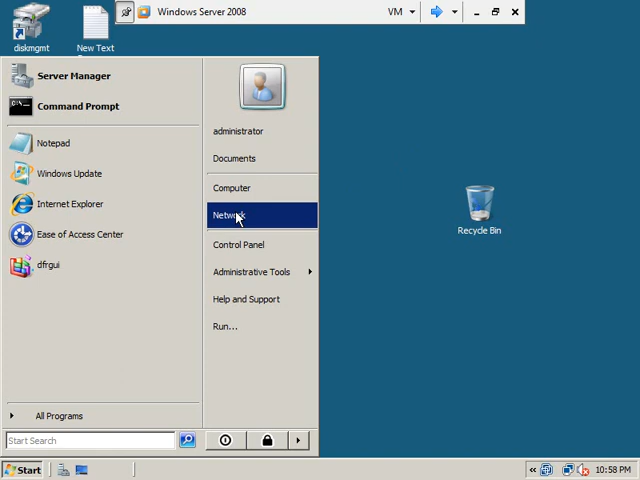 Windows Server 2008
VM
diskmgmt
New Text
Server Manager
Command Prompt
Notepad
Windows Update
Internet Explorer
Ease of Access Center
dfrgui
All Programs
Start Search
administrator
Documents
Computer
Network
Control Panel
Administrative Tools
Help and Support
Run...
Recycle Bin
Start
10:58 PM